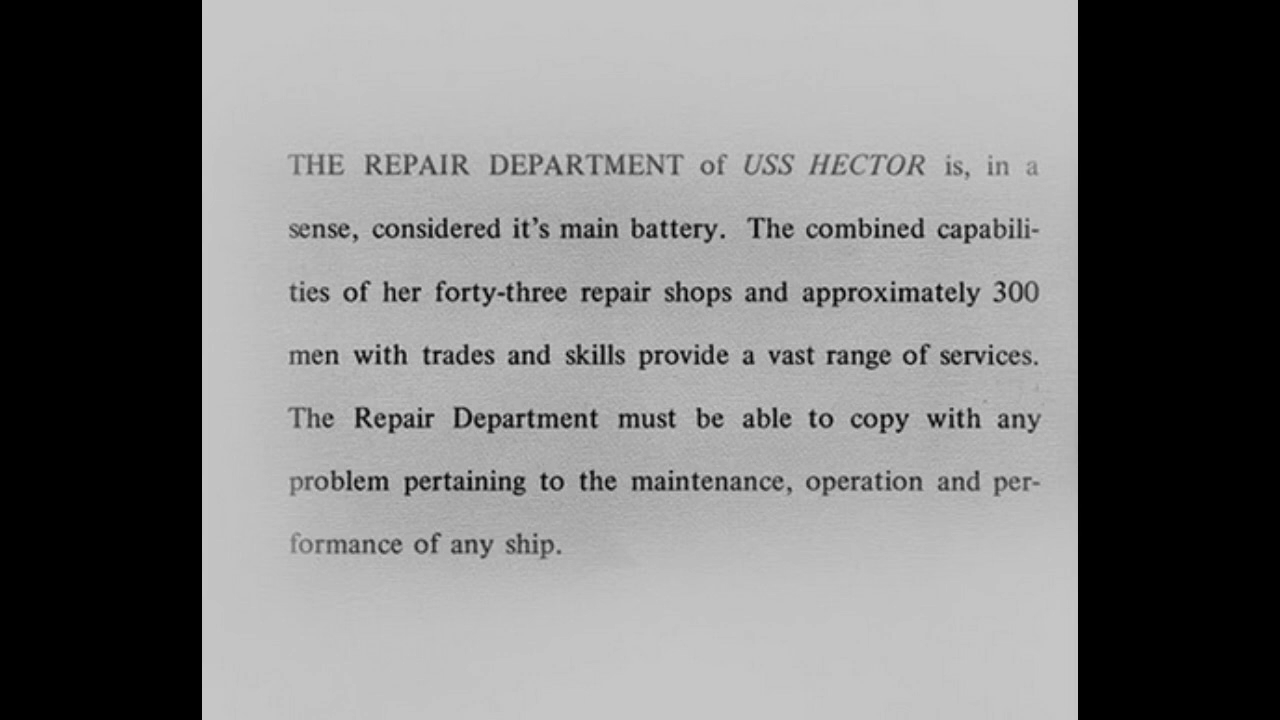 THE REPAIR DEPARTMENT of USS HECTOR is, in a
sense, considered it's main battery. The combined capabili-
ties of her forty-three repair shops and approximately 300
men with trades and skills provide a vast range of services.
The Repair Department must be able to copy with any
problem pertaining to the maintenance, operation and per-
formance of any ship.